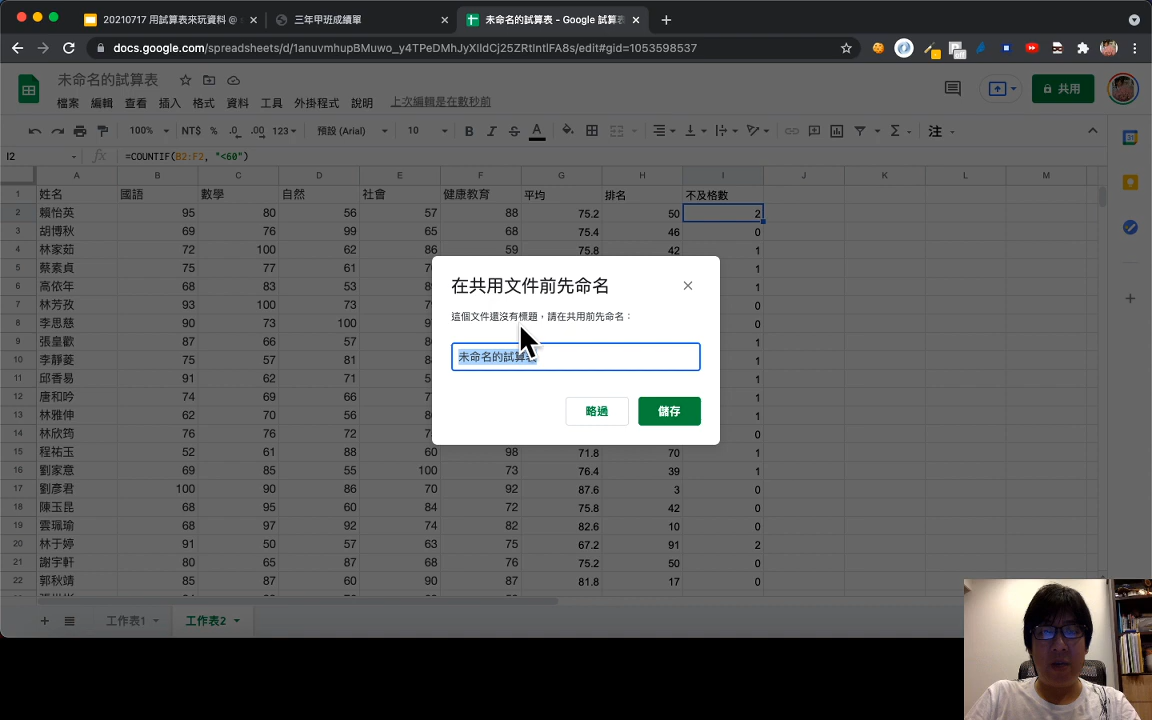 20210717 用試算表來玩資料 @
三年甲班成績單
未命名的試算表 - Google 試算表
docs.google.com/spreadsheets/d/1anuvmhupBMuwo_y4TPeDMhJyXlldCj25ZRtIntlFA8s/edit#gid=1053598537
未命名的試算表
檔案 編輯 查看 插入 格式 資料 工具 外掛程式 說明 上次編輯是在數秒前
共用
100% NT$ % .0 .00 123 預設 (Arial) 10 B I S A Σ 注
I2 fx =COUNTIF(B2:F2, "<60")
A B C D E F G H I J K L M
1 姓名 國語 數學 自然 社會 健康教育 平均 排名 不及格數
2 賴怡英 95 80 56 57 88 75.2 50 2
3 胡博秋 69 76 99 65 68 75.4 46 0
4 林家茹 72 100 62 86 59 75.8 42 1
5 蔡素貞 75 77 61 1
6 高依年 68 83 53 1
7 林芳孜 93 100 73 0
8 李思慈 90 73 100 0
9 張皇歡 87 66 57 1
10 李靜菱 75 57 81 1
11 邱香易 91 62 71 1
12 唐和吟 74 69 66 1
13 林雅伸 62 70 56 1
14 林欣筠 76 76 72 0
15 程祐玉 52 61 88 60 98 71.8 70 1
16 劉家意 69 85 55 100 73 76.4 39 1
17 劉彥君 100 90 86 70 92 87.6 3 0
18 陳玉昆 68 95 60 84 72 75.8 42 0
19 雲珮瑜 68 97 92 74 82 82.6 10 0
20 林于婷 91 50 57 63 75 67.2 91 2
21 謝宇軒 80 65 87 68 76 75.2 50 0
22 郭秋靖 85 87 60 90 87 81.8 17 0
在共用文件前先命名
這個文件還沒有標題，請在共用前先命名：
未命名的試算表
略過 儲存
工作表1 工作表2